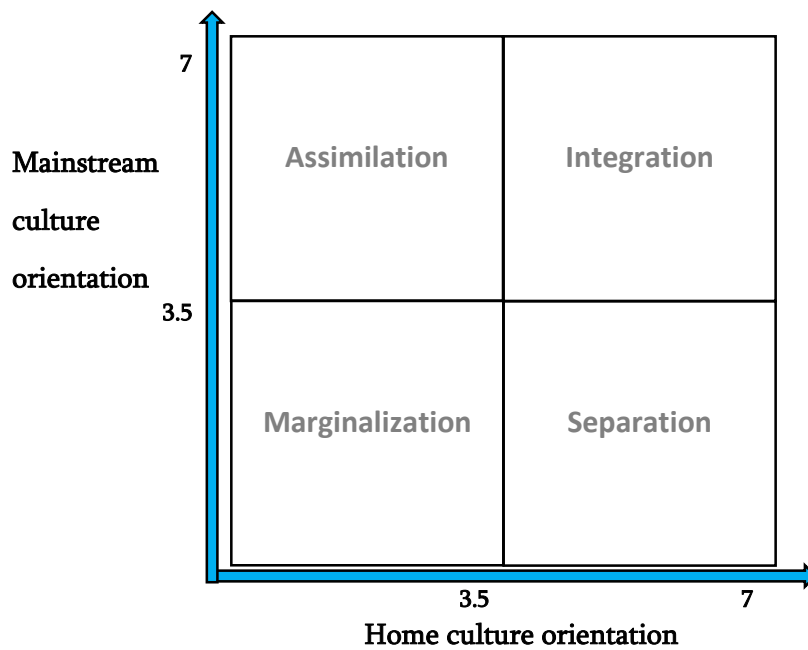 7
Mainstream
culture
orientation
3.5
Assimilation Integration
Marginalization Separation
3.5 7
Home culture orientation